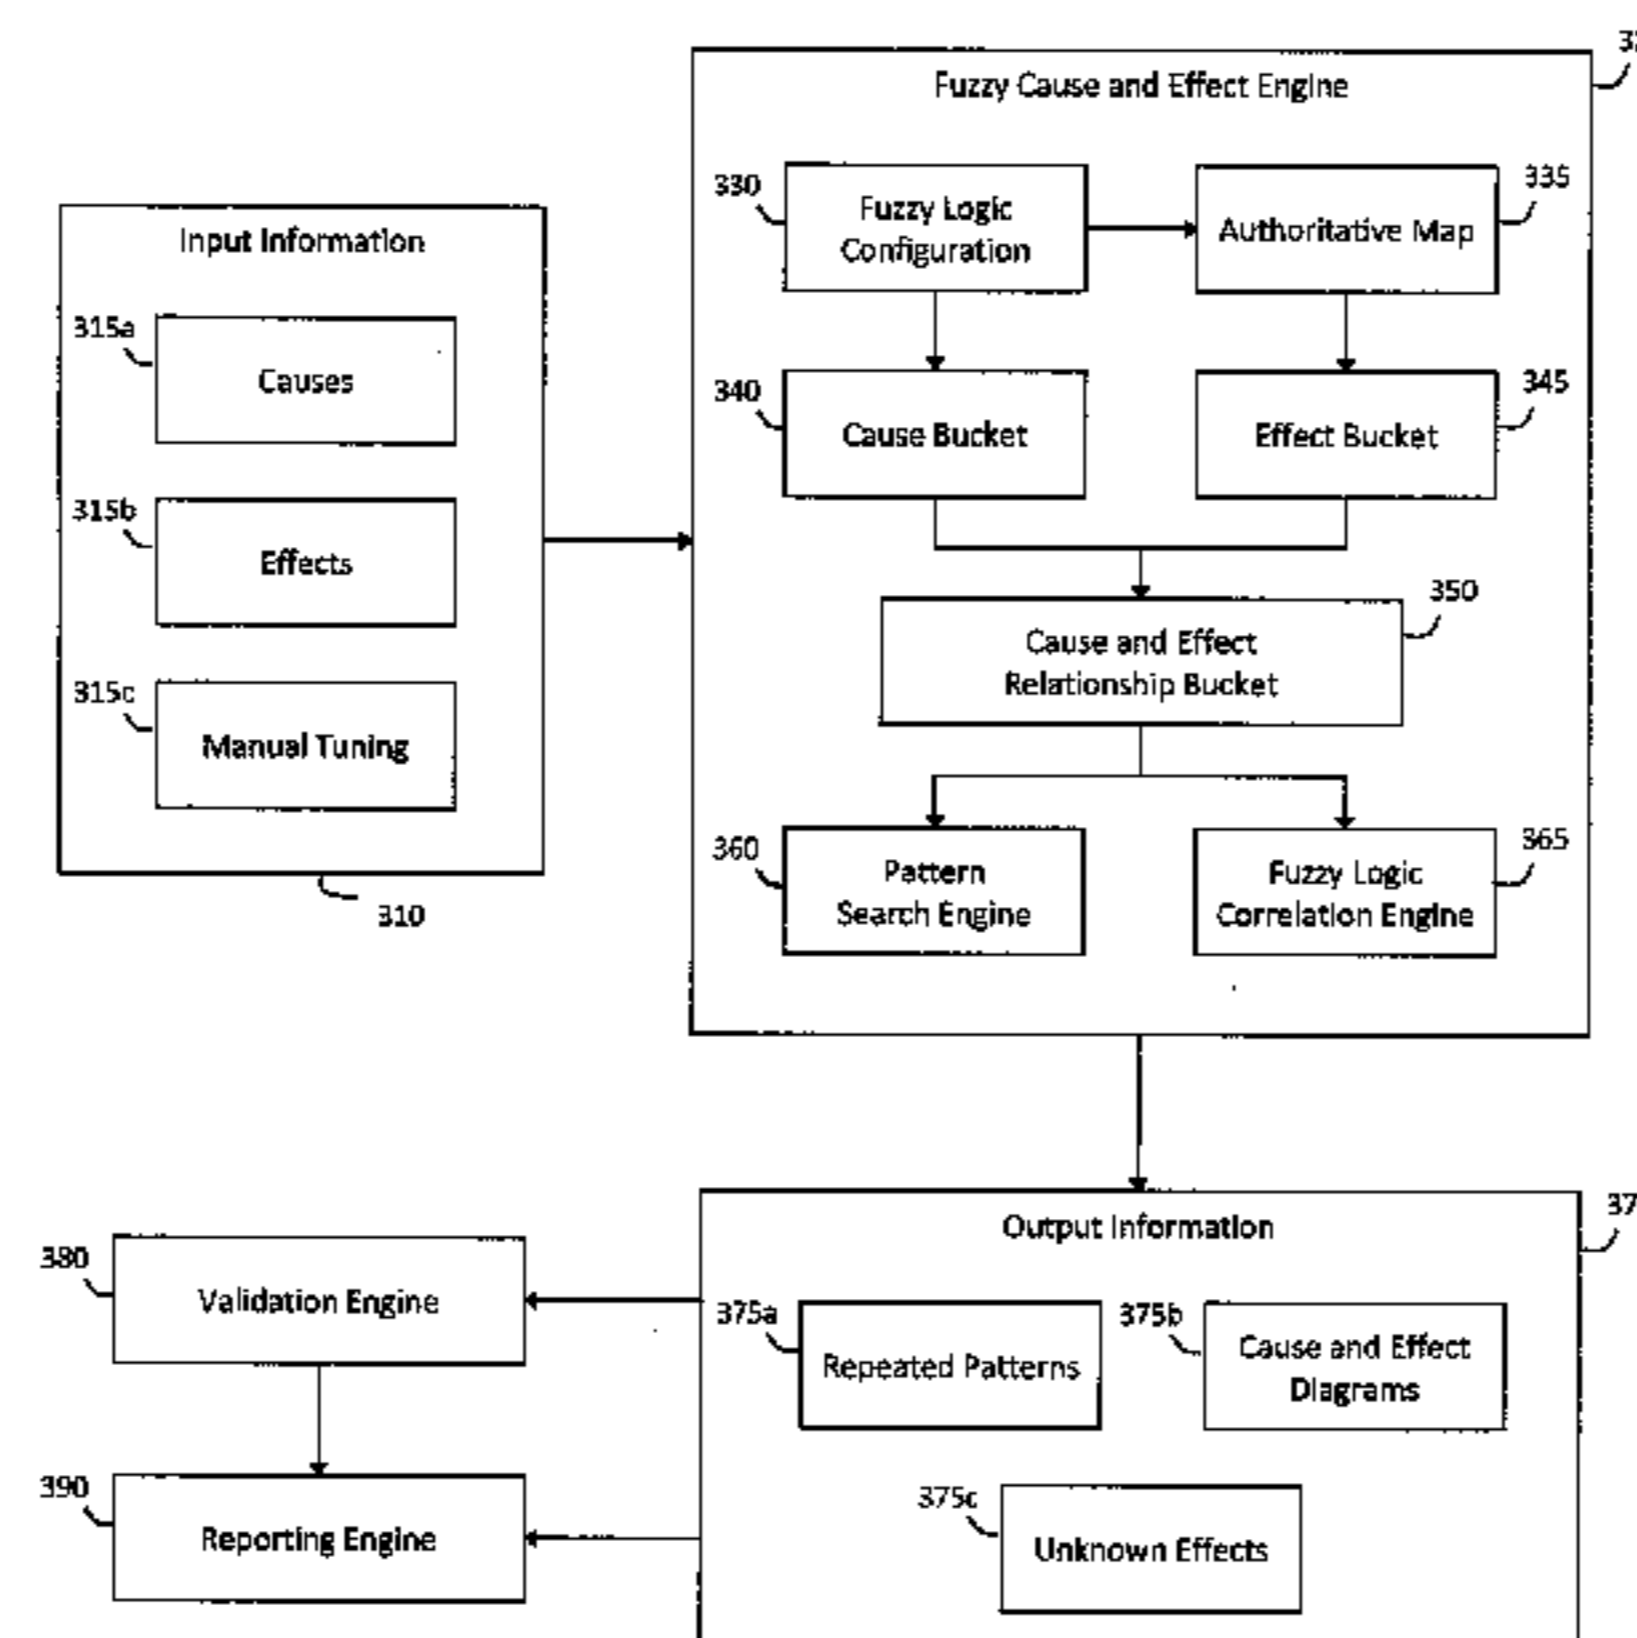 Fuzzy Cause and Effect Engine
330
Fuzzy Logic
Configuration
335
Authoritative Map
Input Information
315a
Causes
340
Cause Bucket
345
Effect Bucket
315b
Effects
350
Cause and Effect
Relationship Bucket
315c
Manual Tuning
360
Pattern
Search Engine
365
Fuzzy Logic
Correlation Engine
310
Output Information
37
380
Validation Engine
375a
Repeated Patterns
375b
Cause and Effect
Diagrams
390
Reporting Engine
375c
Unknown Effects